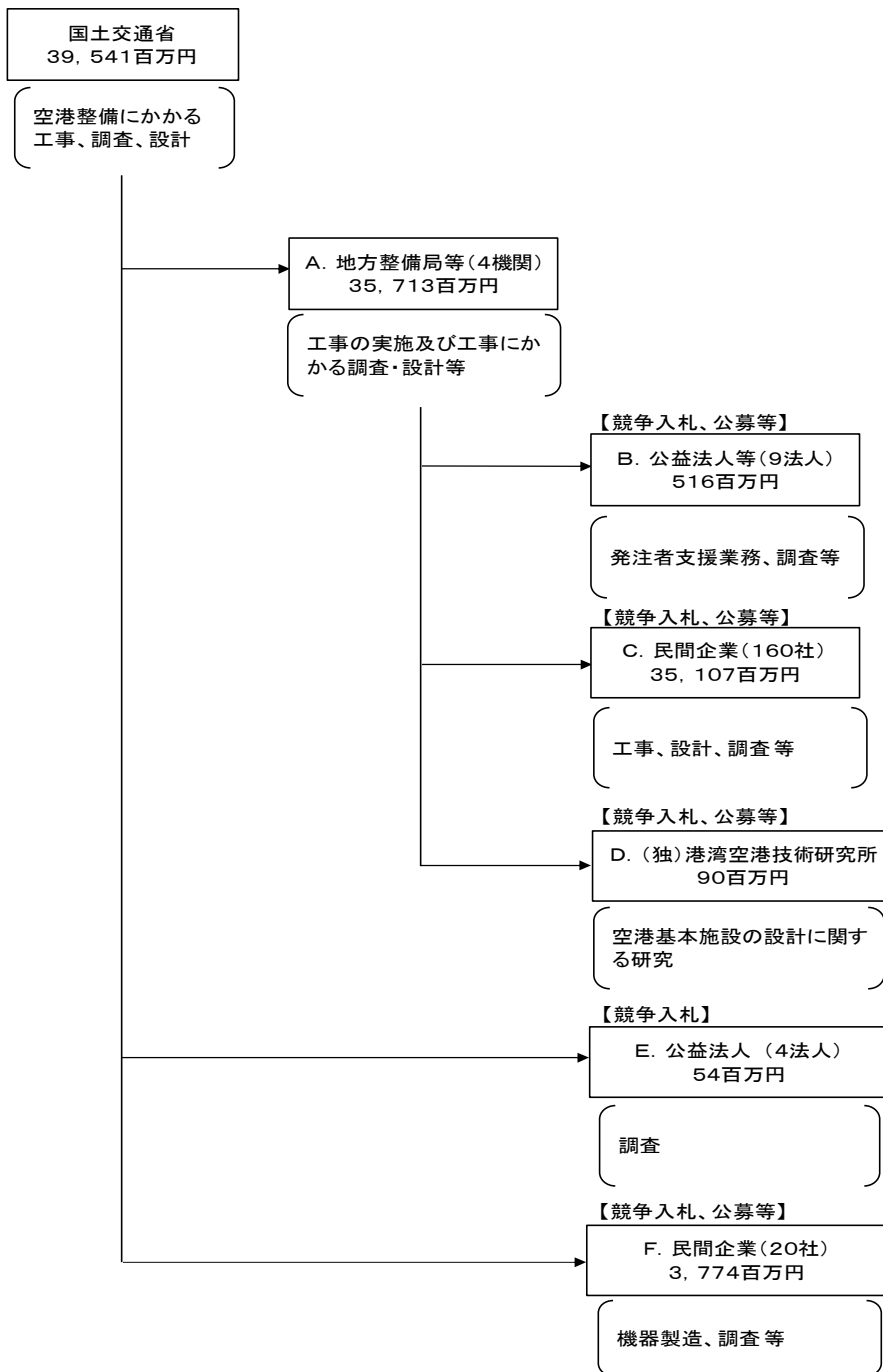 国土交通省
39，541百万円
空港整備にかかる
工事、調査、設計
A．地方整備局等（4機関）
35，713百万円
工事の実施及び工事にか
かる調査・設計等
【競争入札、公募等】
B．公益法人等（9法人）
516百万円
発注者支援業務、調査等
【競争入札、公募等】
C．民間企業（160社）
35，107百万円
工事、設計、調査等
【競争入札、公募等】
D．（独）港湾空港技術研究所
90百万円
空港基本施設の設計に関す
る研究
【競争入札】
E．公益法人 （4法人）
54百万円
調査
【競争入札、公募等】
F．民間企業（20社）
3，774百万円
機器製造、調査等